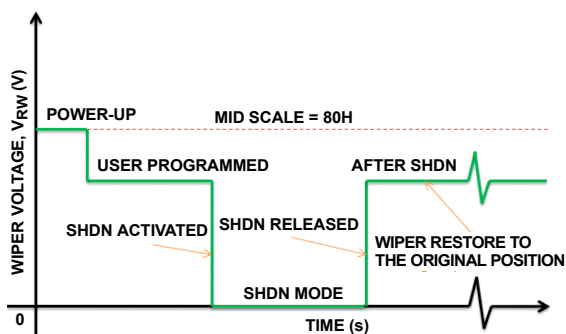 WIPER VOLTAGE, VRW (V)
POWER-UP
MID SCALE = 80H
USER PROGRAMMED
AFTER SHDN
SHDN ACTIVATED
SHDN RELEASED
WIPER RESTORE TO
THE ORIGINAL POSITION
SHDN MODE
0
TIME (s)